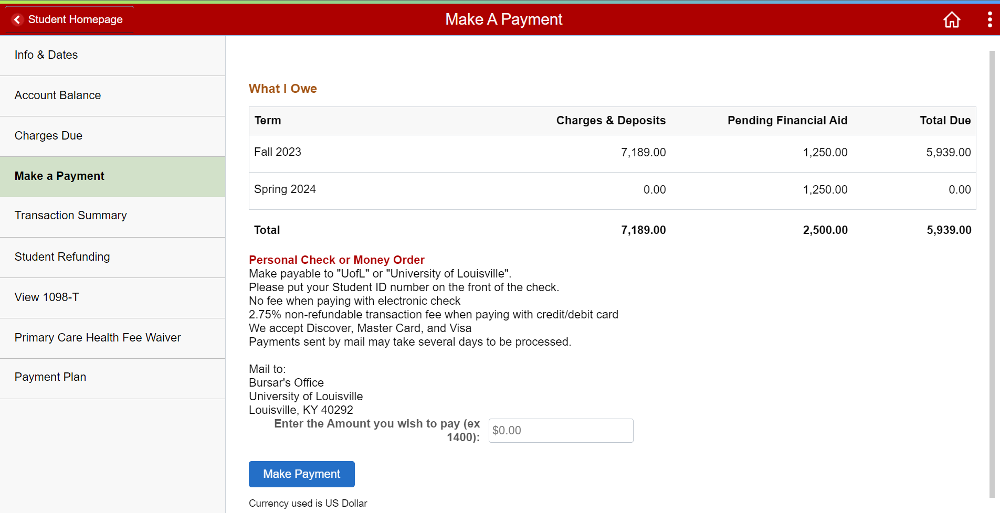 Student Homepage
Make A Payment
Info & Dates
Account Balance
Charges Due
Make a Payment
Transaction Summary
Student Refunding
View 1098-T
Primary Care Health Fee Waiver
Payment Plan
What I Owe
Term Charges & Deposits Pending Financial Aid Total Due
Fall 2023 7,189.00 1,250.00 5,939.00
Spring 2024 0.00 1,250.00 0.00
Total 7,189.00 2,500.00 5,939.00
Personal Check or Money Order
Make payable to "UofL" or "University of Louisville".
Please put your Student ID number on the front of the check.
No fee when paying with electronic check
2.75% non-refundable transaction fee when paying with credit/debit card
We accept Discover, Master Card, and Visa
Payments sent by mail may take several days to be processed.
Mail to:
Bursar's Office
University of Louisville
Louisville, KY 40292
Enter the Amount you wish to pay (ex
1400):
$0.00
Make Payment
Currency used is US Dollar